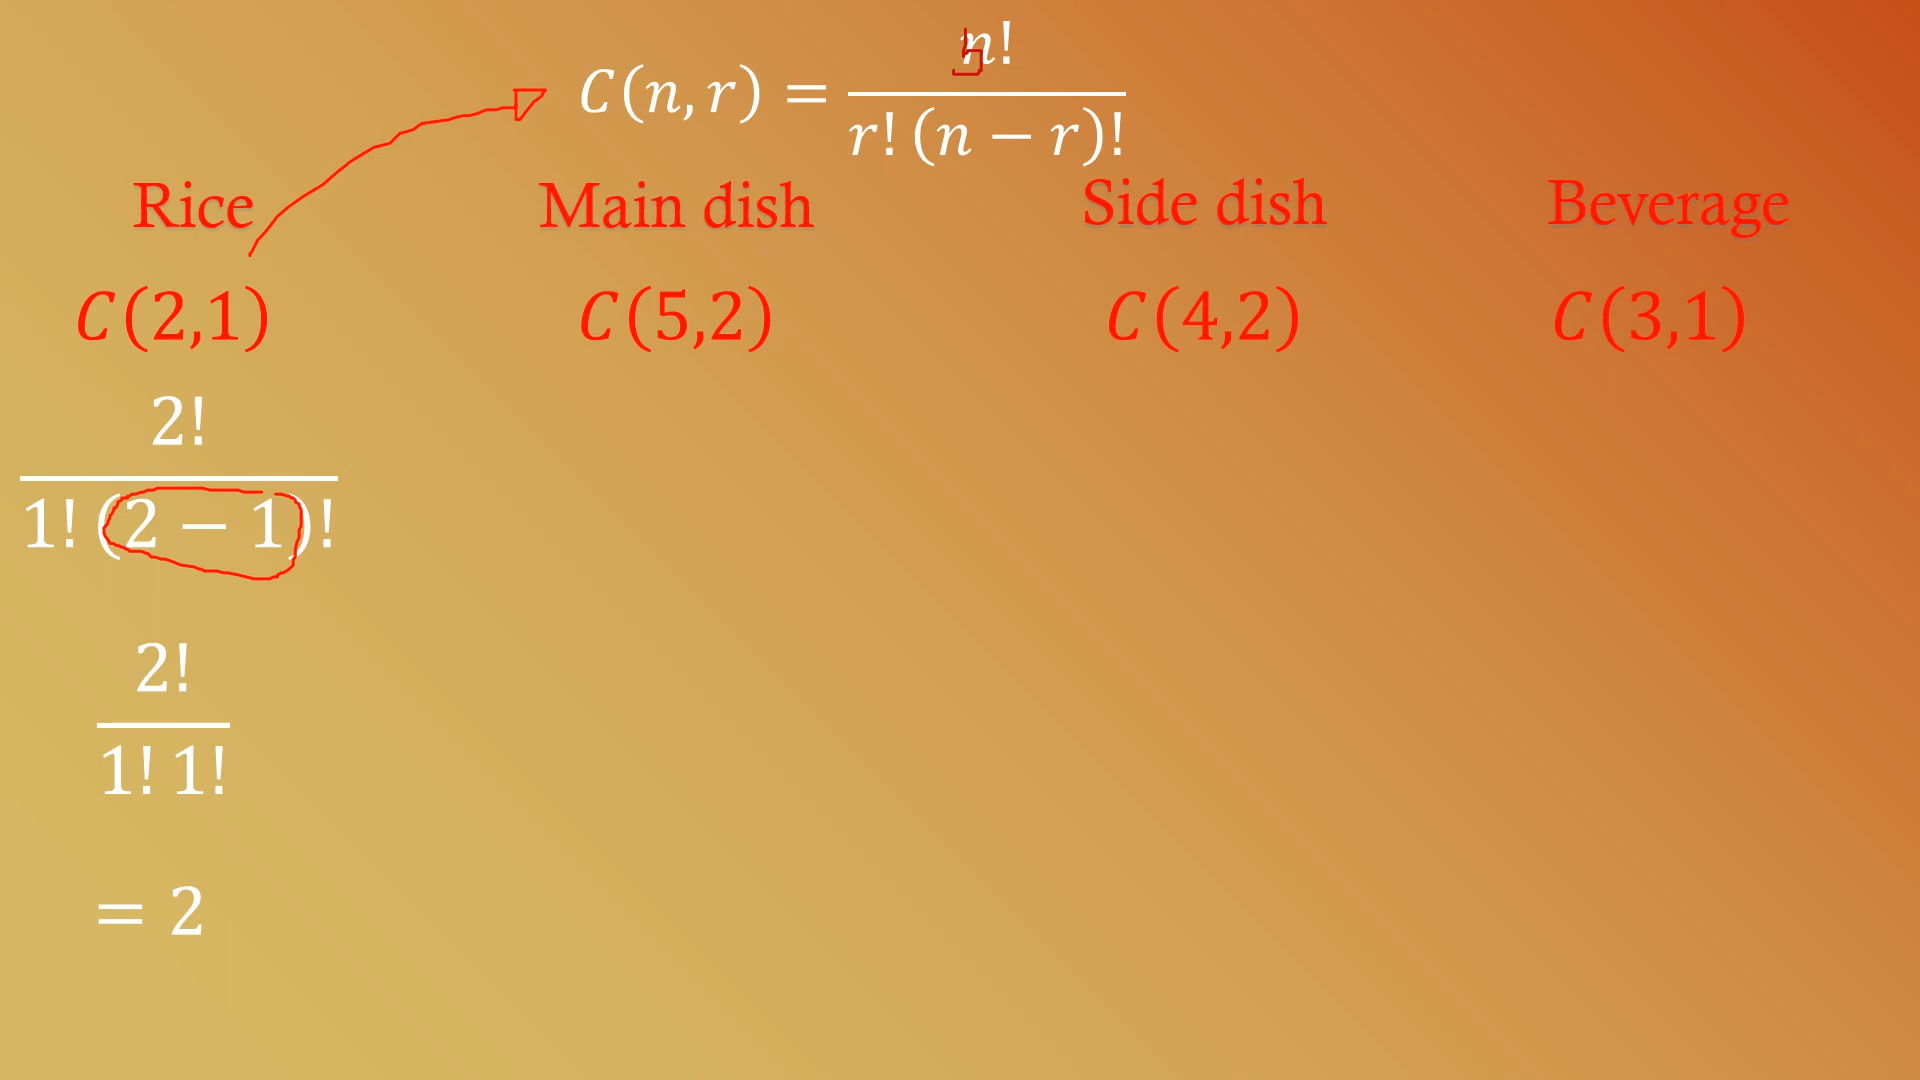 C(n,r) = n! / r!(n − r)!
Rice Main dish Side dish Beverage
C(2,1) C(5,2) C(4,2) C(3,1)
2!
1!(2 − 1)!
2!
1! 1!
= 2